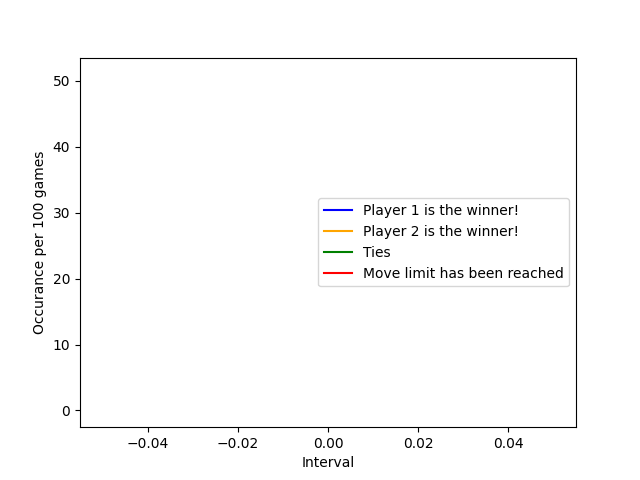 50
40
30
20
10
0
Occurance per 100 games
Player 1 is the winner!
Player 2 is the winner!
Ties
Move limit has been reached
−0.04 −0.02 0.00 0.02 0.04
Interval